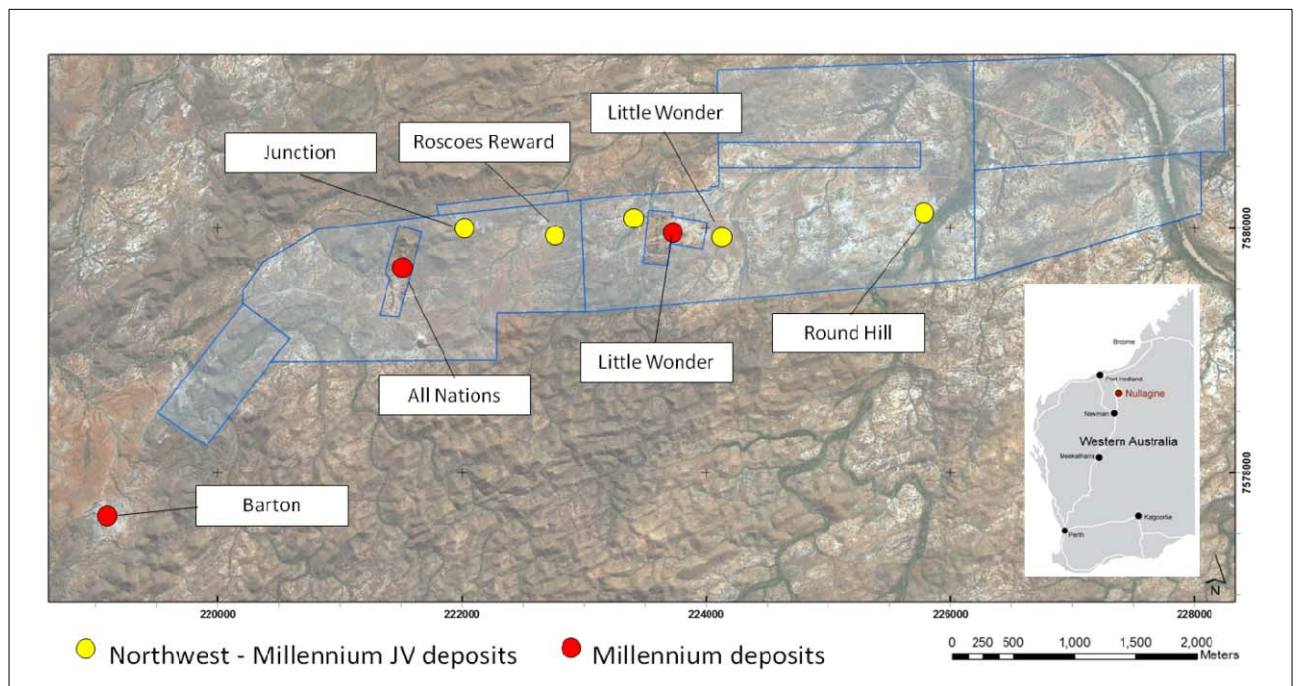 Little Wonder
Roscoes Reward
Junction
7580000
Round Hill
Little Wonder
All Nations
Broome
Port Hedland
Nullagine
Newman
Western Australia
Meekatharra
Kalgoorlie
Perth
7578000
Barton
N
220000
222000
224000
226000
228000
Northwest - Millennium JV deposits
Millennium deposits
0 250 500 1,000 1,500 2,000
Meters